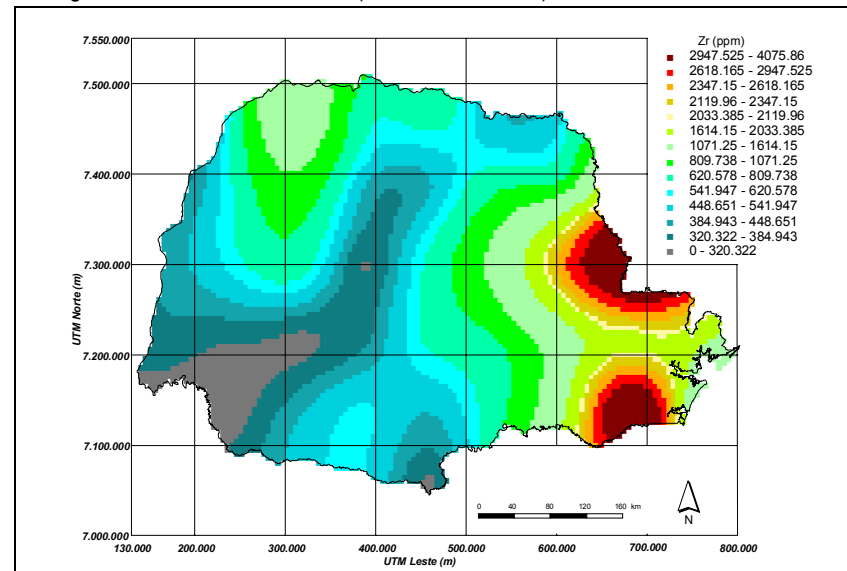 7.550.000
7.500.000
7.400.000
7.300.000
7.200.000
7.100.000
7.000.000
UTM Norte (m)
Zr (ppm)
2947.525 - 4075.86
2618.165 - 2947.525
2347.15 - 2618.165
2119.96 - 2347.15
2033.385 - 2119.96
1614.15 - 2033.385
1071.25 - 1614.15
809.738 - 1071.25
620.578 - 809.738
541.947 - 620.578
448.651 - 541.947
384.943 - 448.651
320.322 - 384.943
0 - 320.322
0 40 80 120 160 km
N
130.000 200.000 300.000 400.000 500.000 600.000 700.000 800.000
UTM Leste (m)